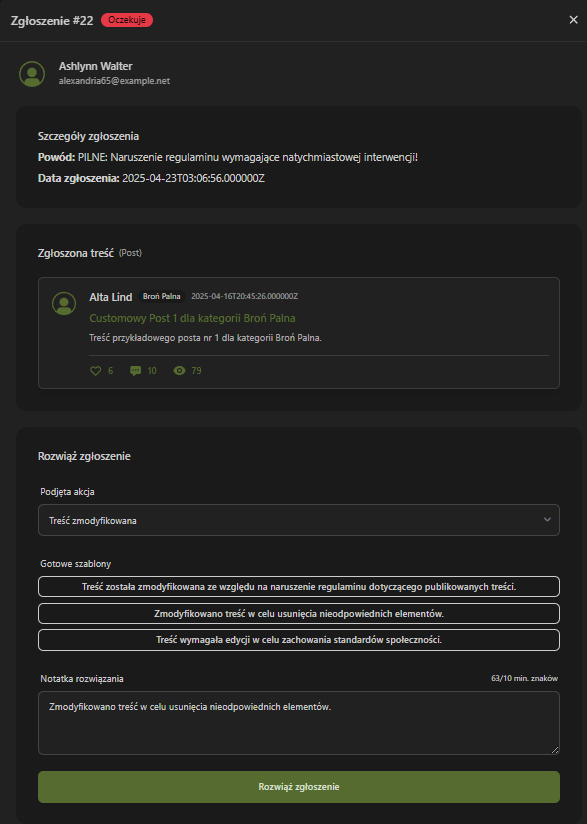 Zgłoszenie #22 Oczekuje
Ashlynn Walter
alexandria65@example.net
Szczegóły zgłoszenia
Powód: PILNE: Naruszenie regulaminu wymagające natychmiastowej interwencji!
Data zgłoszenia: 2025-04-23T03:06:56.000000Z
Zgłoszona treść (Post)
Alta Lind Broń Palna 2025-04-16T20:45:26.000000Z
Customowy Post 1 dla kategorii Broń Palna
Treść przykładowego posta nr 1 dla kategorii Broń Palna.
6 10 79
Rozwiąż zgłoszenie
Podjęta akcja
Treść zmodyfikowana
Gotowe szablony
Treść została zmodyfikowana ze względu na naruszenie regulaminu dotyczącego publikowanych treści.
Zmodyfikowano treść w celu usunięcia nieodpowiednich elementów.
Treść wymagała edycji w celu zachowania standardów społeczności.
Notatka rozwiązania 63/10 min. znaków
Zmodyfikowano treść w celu usunięcia nieodpowiednich elementów.
Rozwiąż zgłoszenie